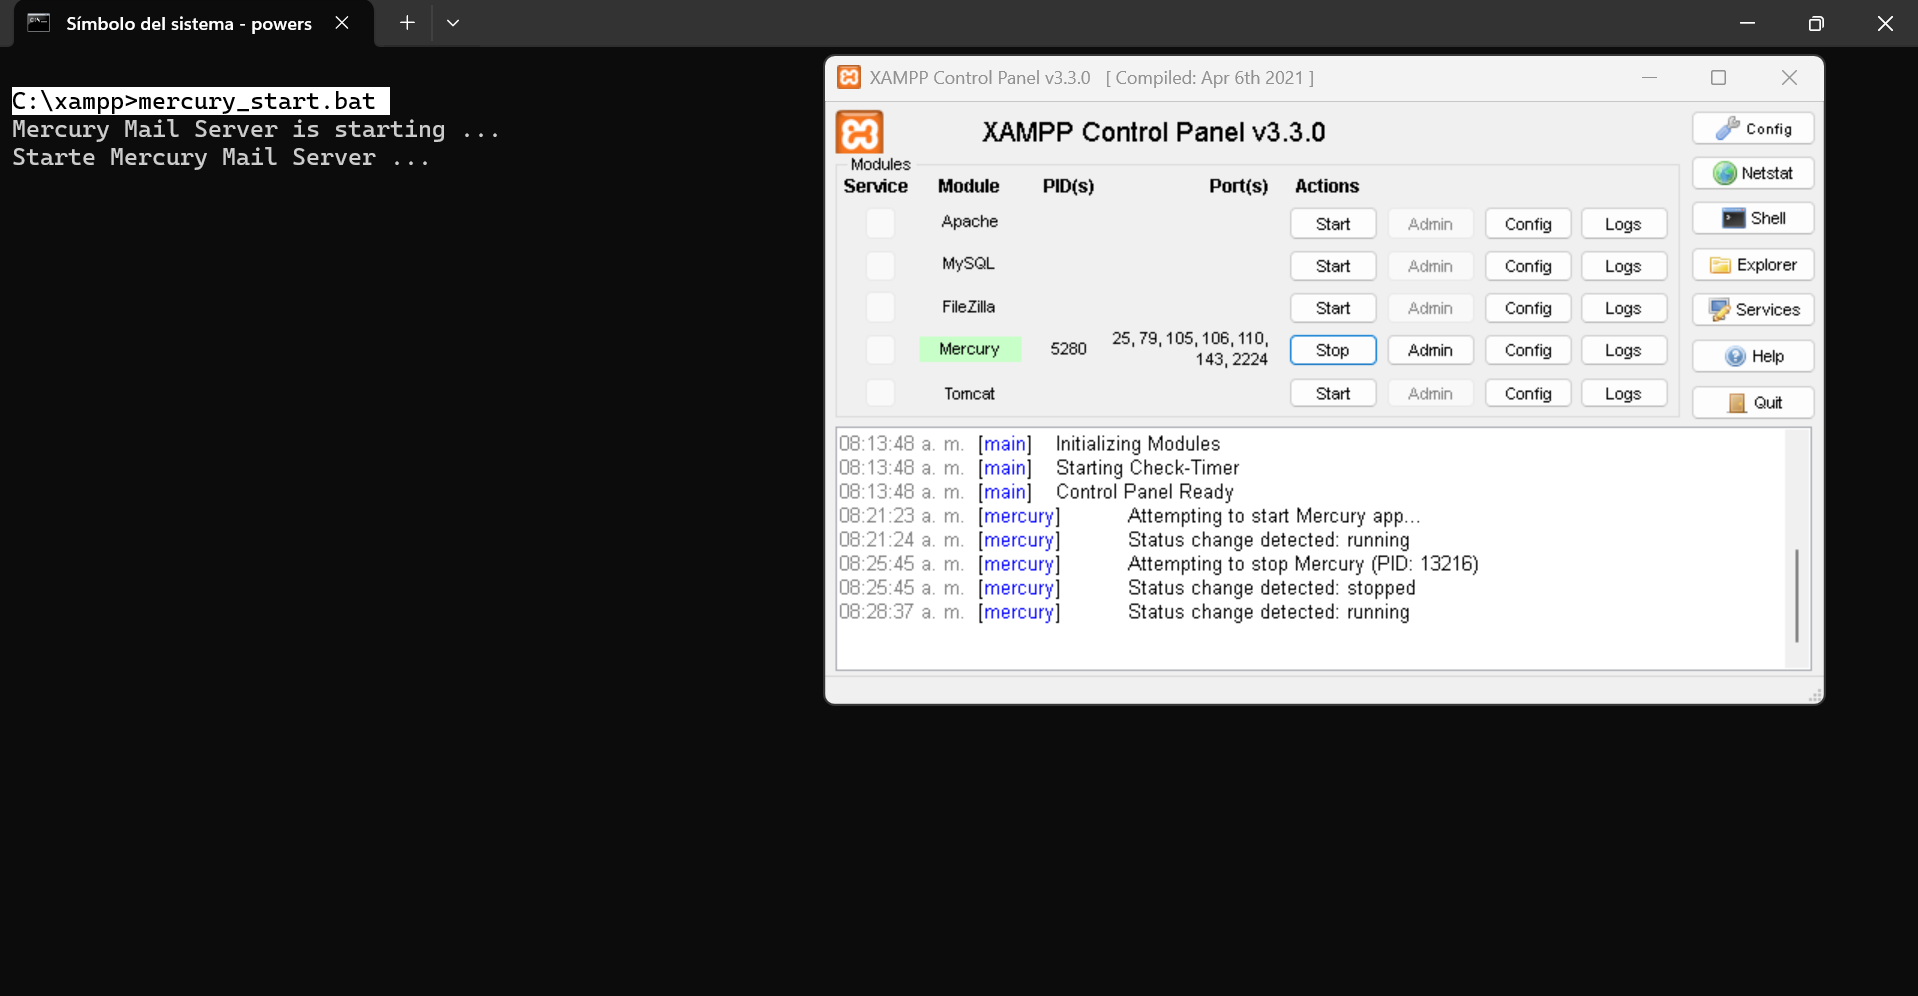 Símbolo del sistema - powers
C:\xampp>mercury_start.bat
Mercury Mail Server is starting ...
Starte Mercury Mail Server ...
XAMPP Control Panel v3.3.0 [ Compiled: Apr 6th 2021 ]
XAMPP Control Panel v3.3.0
Config
Modules
Service Module PID(s) Port(s) Actions
Netstat
Apache Start Admin Config Logs
Shell
MySQL Start Admin Config Logs
Explorer
FileZilla Start Admin Config Logs
Services
Mercury 5280 25, 79, 105, 106, 110, Stop Admin Config Logs
143, 2224
Help
Tomcat Start Admin Config Logs
Quit
08:13:48 a. m. [main] Initializing Modules
08:13:48 a. m. [main] Starting Check-Timer
08:13:48 a. m. [main] Control Panel Ready
08:21:23 a. m. [mercury] Attempting to start Mercury app...
08:21:24 a. m. [mercury] Status change detected: running
08:25:45 a. m. [mercury] Attempting to stop Mercury (PID: 13216)
08:25:45 a. m. [mercury] Status change detected: stopped
08:28:37 a. m. [mercury] Status change detected: running